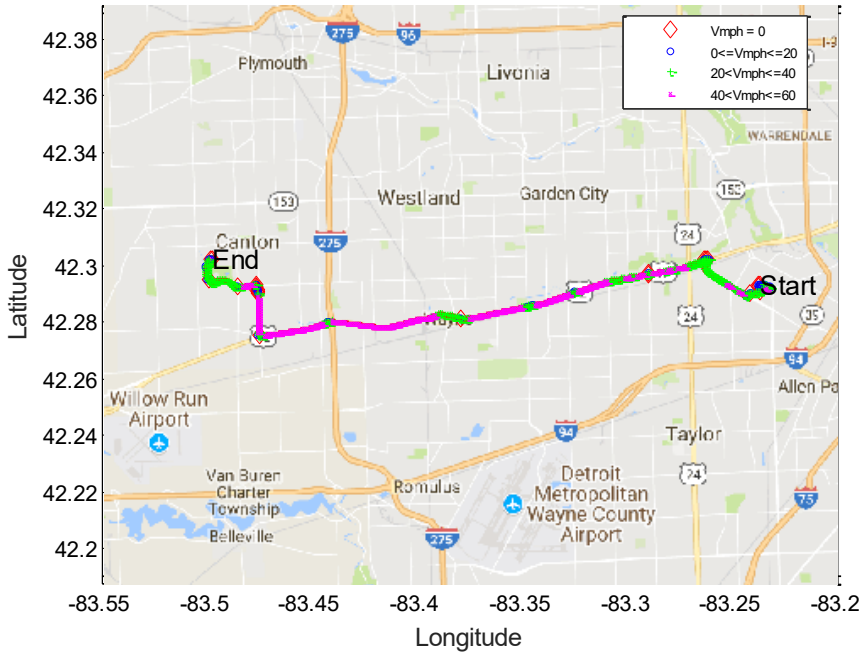 42.38
42.36
42.34
42.32
42.3
42.28
42.26
42.24
42.22
42.2
Latitude
-83.55
-83.5
-83.45
-83.4
-83.35
-83.3
-83.25
-83.2
Longitude
Vmph = 0
0<=Vmph<=20
20<Vmph<=40
40<Vmph<=60
275
96
Plymouth
Livonia
WARRENDALE
153
Westland
Garden City
153
24
275
Canton
End
Start
24
35
94
Willow Run
Airport
Allen Pa
94
Taylor
24
Van Buren
Charter
Township
Belleville
Romulus
Detroit
Metropolitan
Wayne County
Airport
75
275